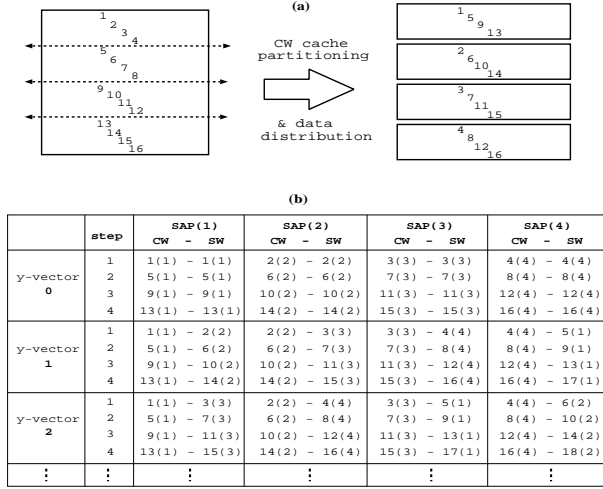 (a)
1
2
3
4
5
6
7
8
9
10
11
12
13
14
15
16
CW cache
partitioning
& data
distribution
1
5
9
13
2
6
10
14
3
7
11
15
4
8
12
16
(b)
step SAP(1) SAP(2) SAP(3) SAP(4)
CW - SW CW - SW CW - SW CW - SW
y-vector 0
1 1(1) - 1(1) 2(2) - 2(2) 3(3) - 3(3) 4(4) - 4(4)
2 5(1) - 5(1) 6(2) - 6(2) 7(3) - 7(3) 8(4) - 8(4)
3 9(1) - 9(1) 10(2) - 10(2) 11(3) - 11(3) 12(4) - 12(4)
4 13(1) - 13(1) 14(2) - 14(2) 15(3) - 15(3) 16(4) - 16(4)
y-vector 1
1 1(1) - 2(2) 2(2) - 3(3) 3(3) - 4(4) 4(4) - 5(1)
2 5(1) - 6(2) 6(2) - 7(3) 7(3) - 8(4) 8(4) - 9(1)
3 9(1) - 10(2) 10(2) - 11(3) 11(3) - 12(4) 12(4) - 13(1)
4 13(1) - 14(2) 14(2) - 15(3) 15(3) - 16(4) 16(4) - 17(1)
y-vector 2
1 1(1) - 3(3) 2(2) - 4(4) 3(3) - 5(1) 4(4) - 6(2)
2 5(1) - 7(3) 6(2) - 8(4) 7(3) - 9(1) 8(4) - 10(2)
3 9(1) - 11(3) 10(2) - 12(4) 11(3) - 13(1) 12(4) - 14(2)
4 13(1) - 15(3) 14(2) - 16(4) 15(3) - 17(1) 16(4) - 18(2)